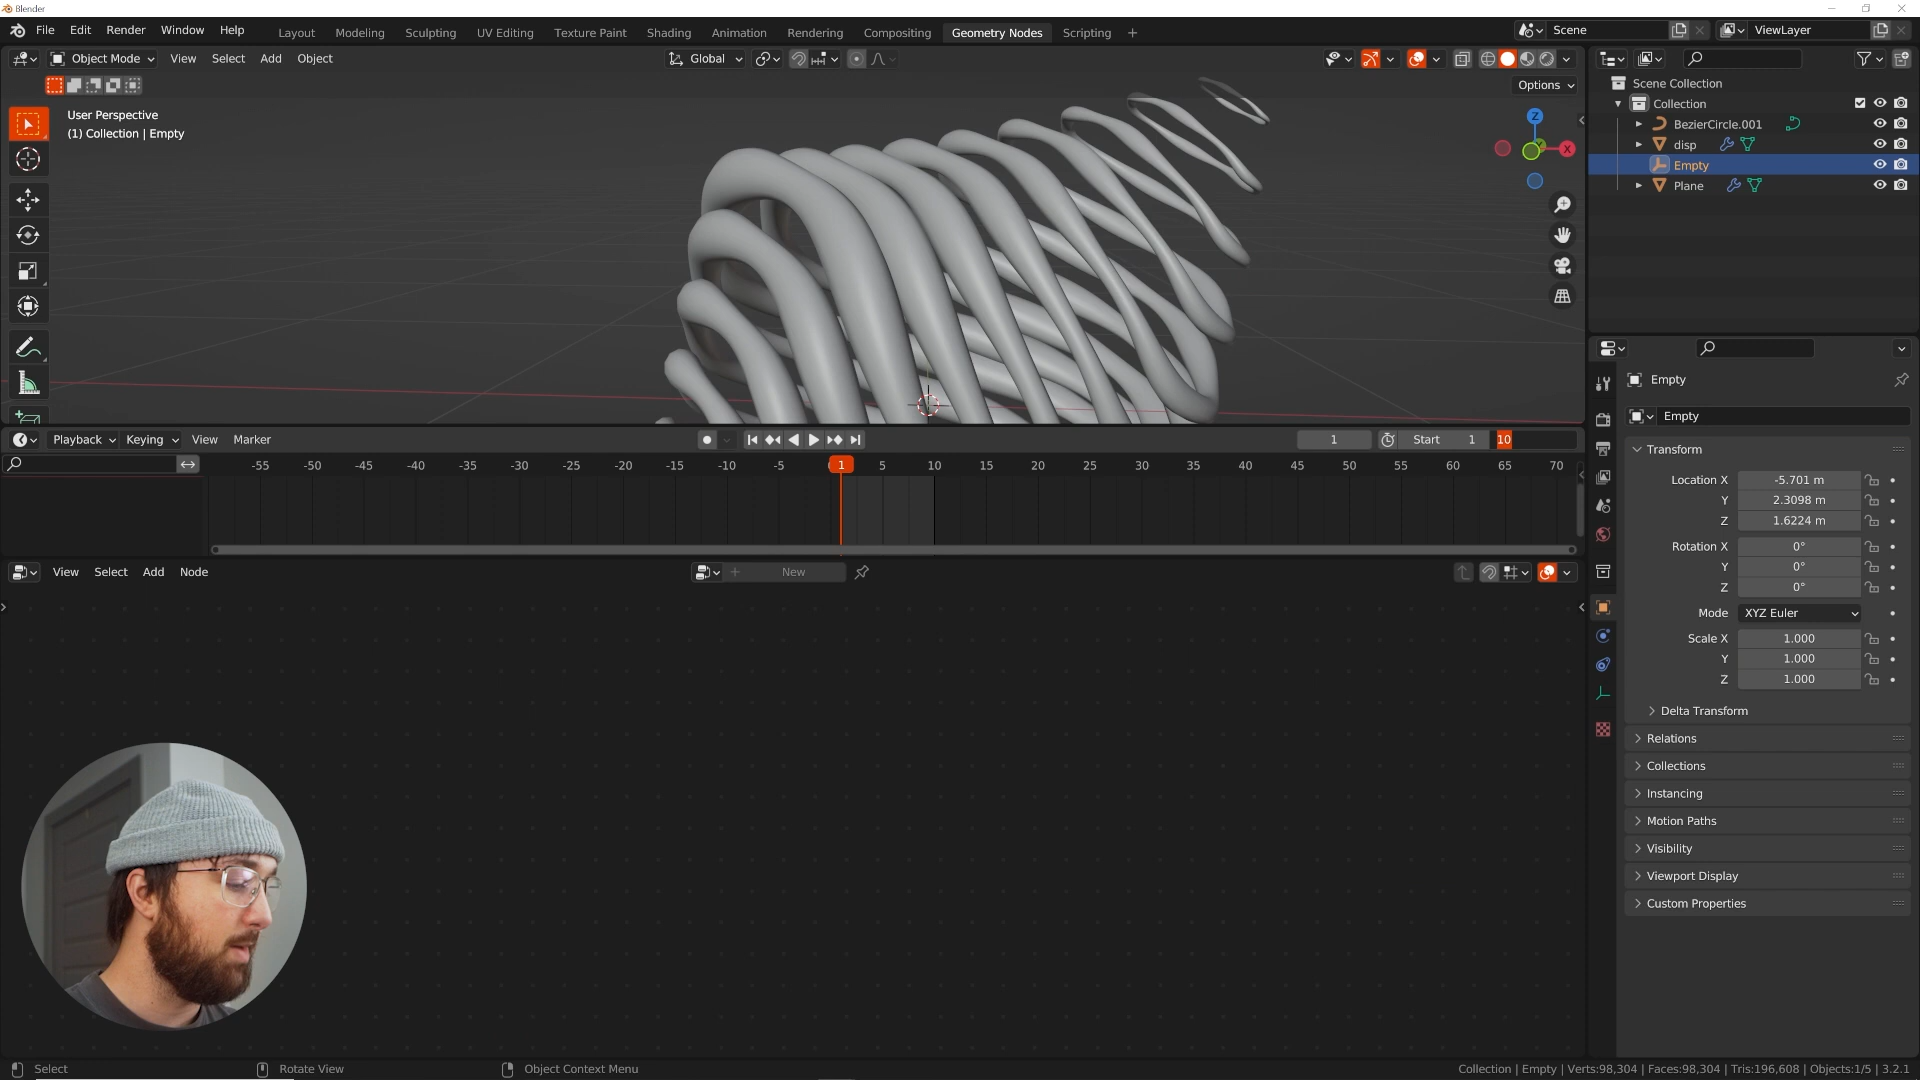 Blender
File Edit Render Window Help Layout Modeling Sculpting UV Editing Texture Paint Shading Animation Rendering Compositing Geometry Nodes Scripting + Scene ViewLayer
Object Mode View Select Add Object Global
Options
User Perspective
(1) Collection | Empty
Z
X
Scene Collection
Collection
BezierCircle.001
disp
Empty
Plane
Empty
Empty
Transform
Location X -5.701 m
Y 2.3098 m
Z 1.6224 m
Rotation X 0°
Y 0°
Z 0°
Mode XYZ Euler
Scale X 1.000
Y 1.000
Z 1.000
Delta Transform
Relations
Collections
Instancing
Motion Paths
Visibility
Viewport Display
Custom Properties
Playback Keying View Marker 1 Start 1 10
-55 -50 -45 -40 -35 -30 -25 -20 -15 -10 -5 1 5 10 15 20 25 30 35 40 45 50 55 60 65 70
View Select Add Node New
Select Rotate View Object Context Menu Collection | Empty | Verts:98,304 | Faces:98,304 | Tris:196,608 | Objects:1/5 | 3.2.1